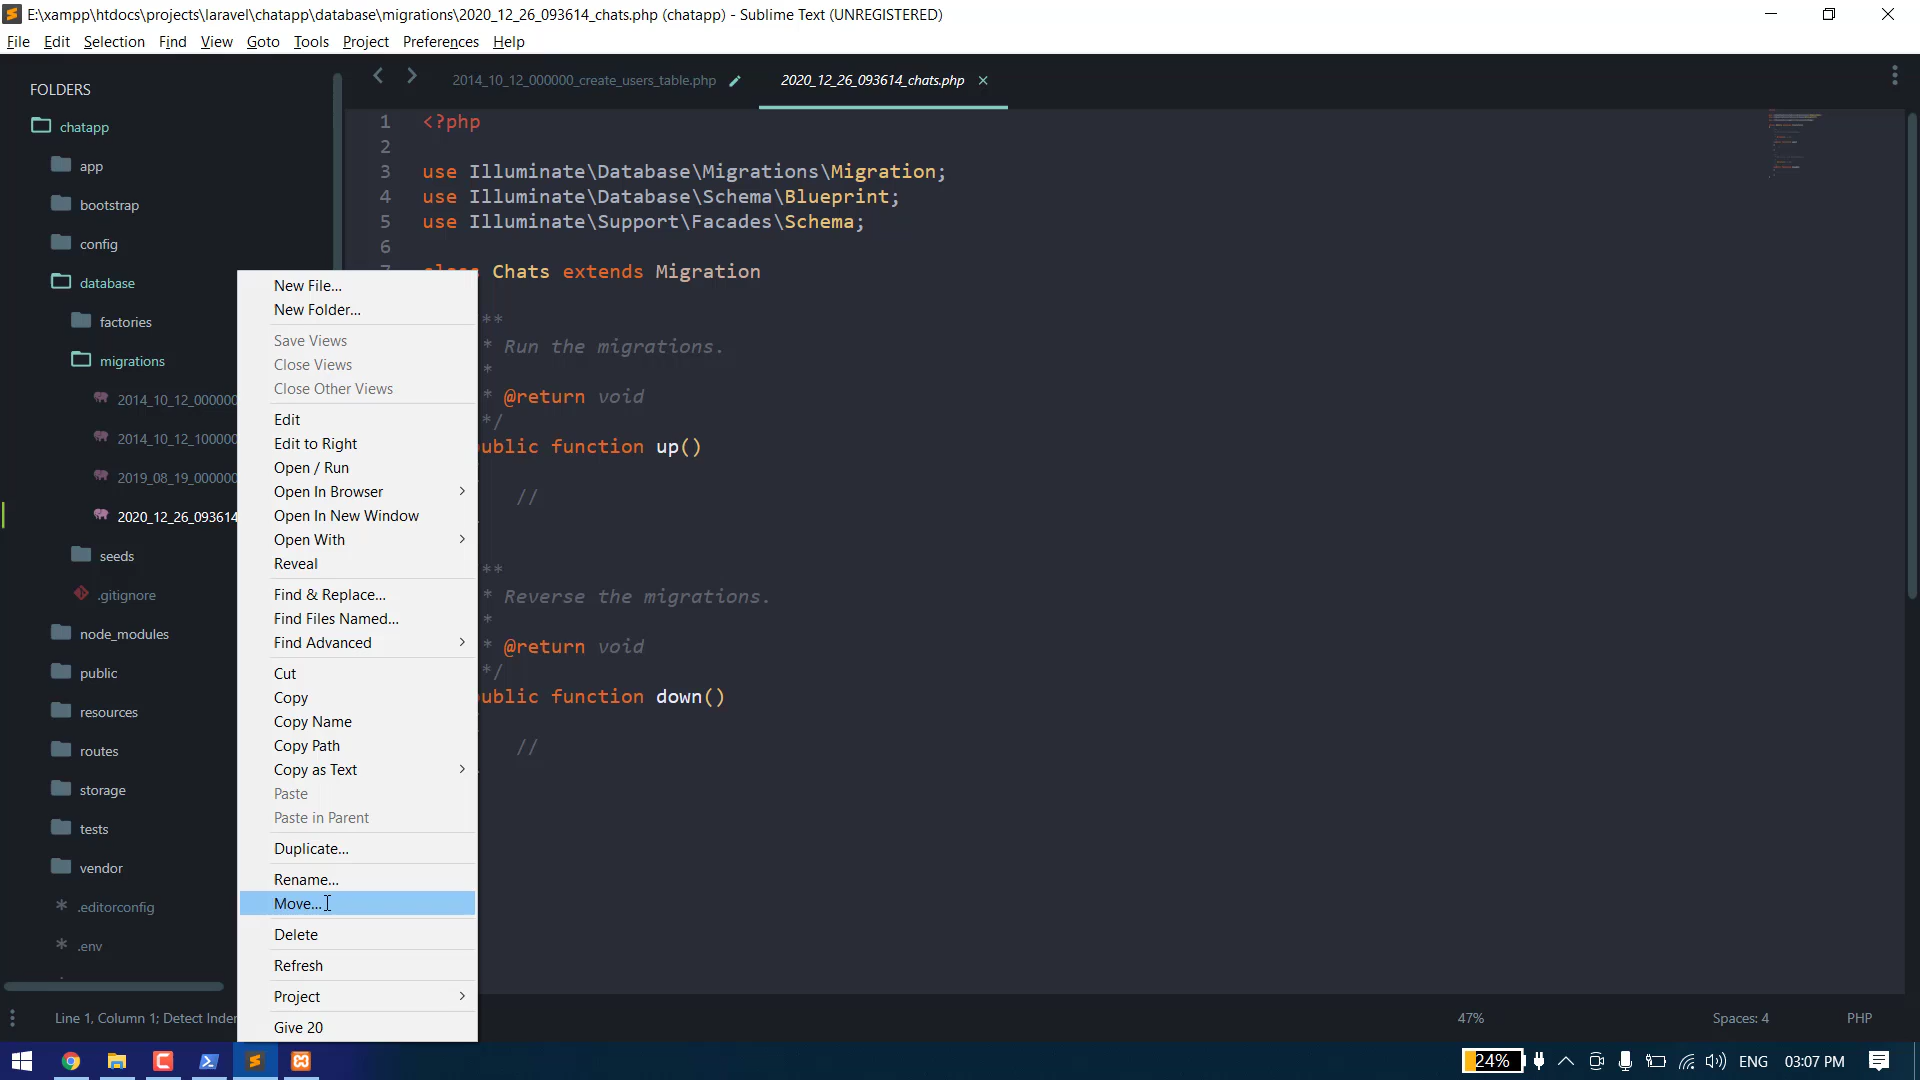 E:\xampp\htdocs\projects\laravel\chatapp\database\migrations\2020_12_26_093614_chats.php (chatapp) - Sublime Text (UNREGISTERED)
File Edit Selection Find View Goto Tools Project Preferences Help
FOLDERS
chatapp
app
bootstrap
config
database
factories
migrations
2014_10_12_000000
2014_10_12_100000
2019_08_19_000000
2020_12_26_093614
seeds
.gitignore
node_modules
public
resources
routes
storage
tests
vendor
* .editorconfig
* .env
New File...
New Folder...
Save Views
Close Views
Close Other Views
Edit
Edit to Right
Open / Run
Open In Browser
Open In New Window
Open With
Reveal
Find & Replace...
Find Files Named...
Find Advanced
Cut
Copy
Copy Name
Copy Path
Copy as Text
Paste
Paste in Parent
Duplicate...
Rename...
Move...
Delete
Refresh
Project
Give 20
2014_10_12_000000_create_users_table.php
2020_12_26_093614_chats.php ×
1 <?php
2
3 use Illuminate\Database\Migrations\Migration;
4 use Illuminate\Database\Schema\Blueprint;
5 use Illuminate\Support\Facades\Schema;
6
7 class Chats extends Migration
**
* Run the migrations.
*
* @return void
*/
public function up()
//
**
* Reverse the migrations.
*
* @return void
*/
public function down()
//
Line 1, Column 1; Detect Inden
47%
Spaces: 4
PHP
24%
ENG
03:07 PM